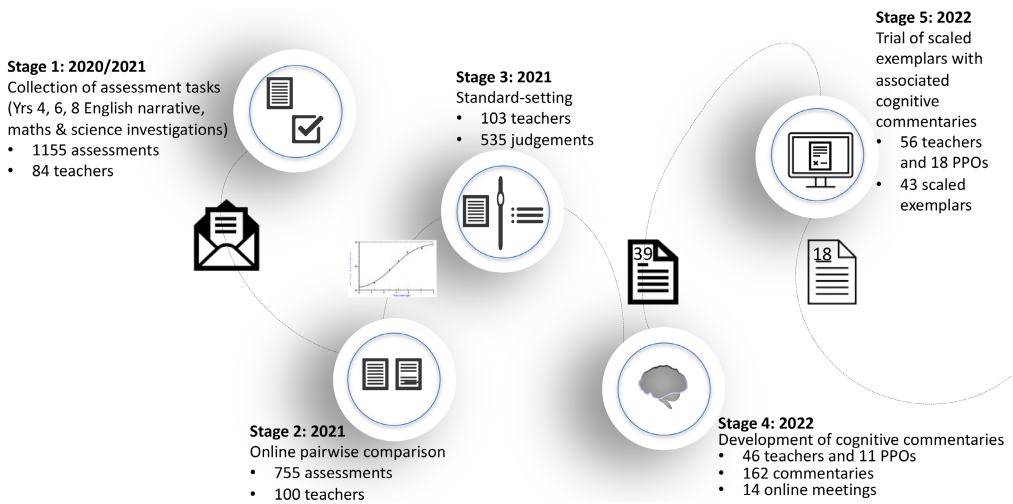 Stage 1: 2020/2021
Collection of assessment tasks
(Yrs 4, 6, 8 English narrative,
maths & science investigations)
• 1155 assessments
• 84 teachers
Stage 2: 2021
Online pairwise comparison
• 755 assessments
• 100 teachers
Stage 3: 2021
Standard-setting
• 103 teachers
• 535 judgements
39
Stage 4: 2022
Development of cognitive commentaries
• 46 teachers and 11 PPOs
• 162 commentaries
• 14 online meetings
Stage 5: 2022
Trial of scaled
exemplars with
associated
cognitive
commentaries
• 56 teachers
and 18 PPOs
• 43 scaled
exemplars
18